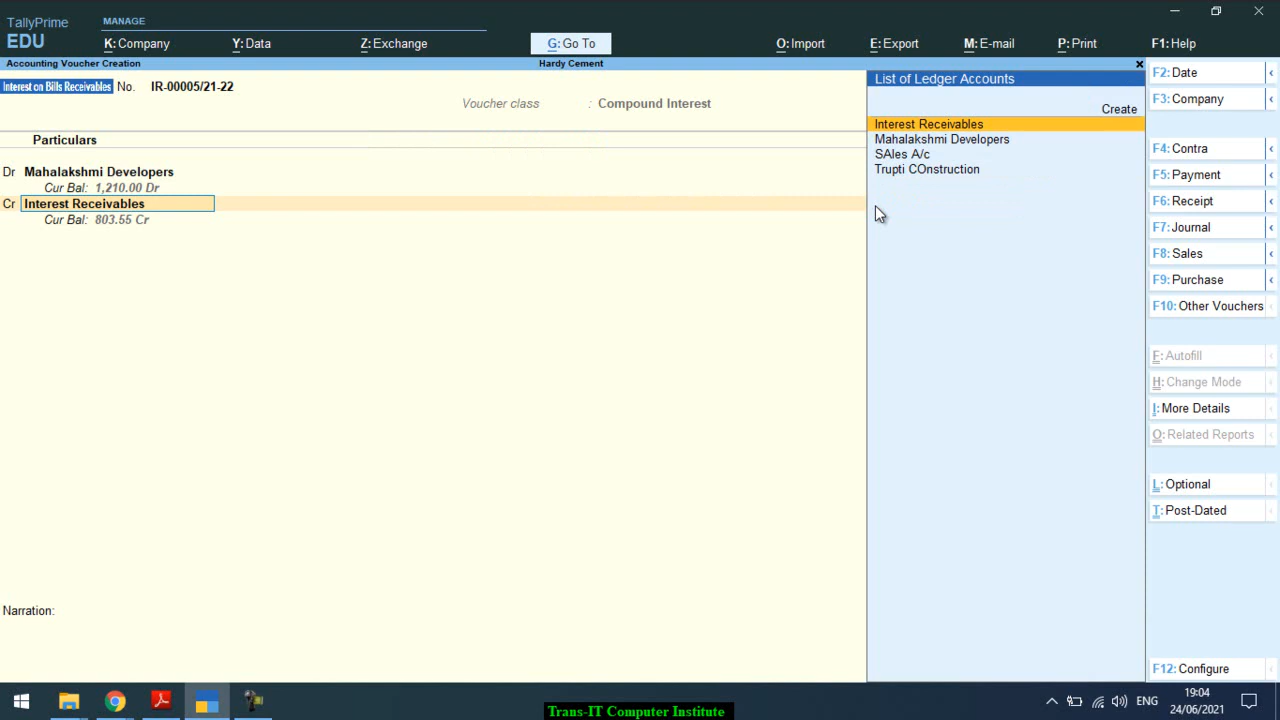 TallyPrime
EDU
MANAGE
K: Company
Y: Data
Z: Exchange
G: Go To
O: Import
E: Export
M: E-mail
P: Print
F1: Help
Accounting Voucher Creation
Hardy Cement
Interest on Bills Receivables No. IR-00005/21-22
Voucher class : Compound Interest
Particulars
Dr Mahalakshmi Developers
Cur Bal: 1,210.00 Dr
Cr Interest Receivables
Cur Bal: 803.55 Cr
Narration:
List of Ledger Accounts
Create
Interest Receivables
Mahalakshmi Developers
SAles A/c
Trupti COnstruction
F2: Date
F3: Company
F4: Contra
F5: Payment
F6: Receipt
F7: Journal
F8: Sales
F9: Purchase
F10: Other Vouchers
F: Autofill
H: Change Mode
I: More Details
O: Related Reports
L: Optional
T: Post-Dated
F12: Configure
Trans-IT Computer Institute
ENG
19:04
24/06/2021